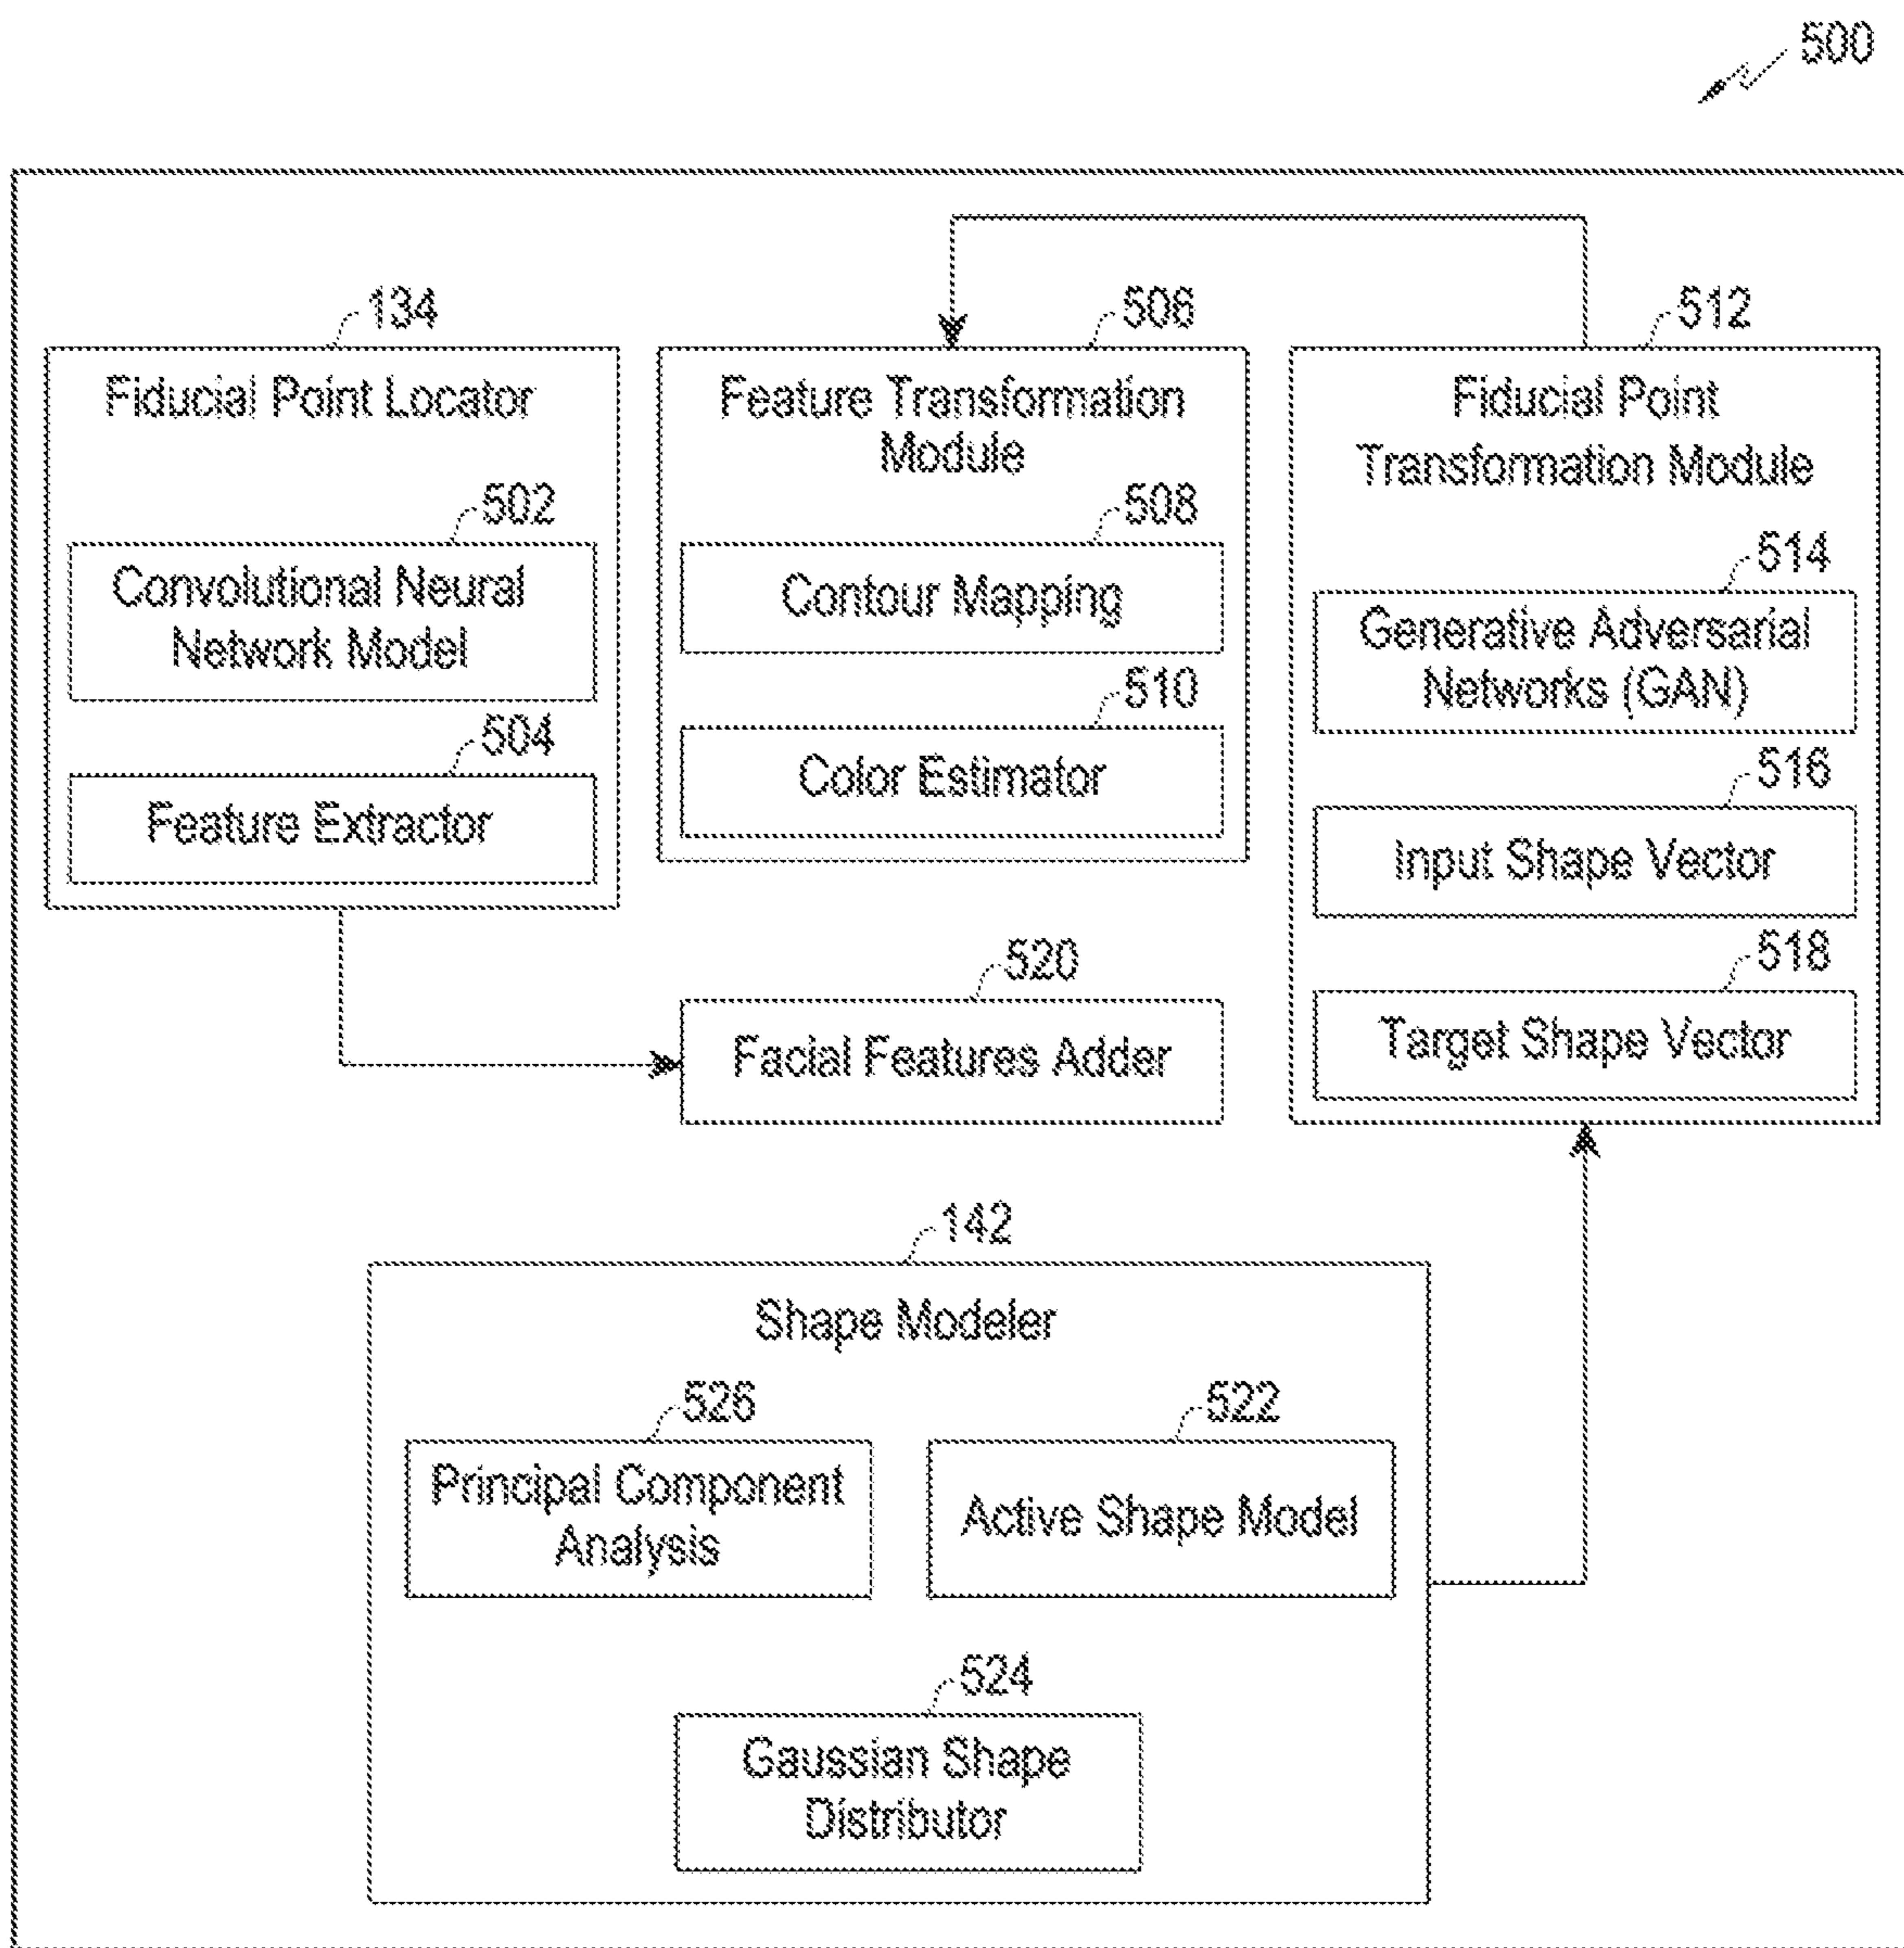 500
134
Fiducial Point Locator
502
Convolutional Neural
Network Model
504
Feature Extractor
506
Feature Transformation
Module
508
Contour Mapping
510
Color Estimator
512
Fiducial Point
Transformation Module
514
Generative Adversarial
Networks (GAN)
516
Input Shape Vector
518
Target Shape Vector
520
Facial Features Adder
142
Shape Modeler
526
Principal Component
Analysis
522
Active Shape Model
524
Gaussian Shape
Distributor